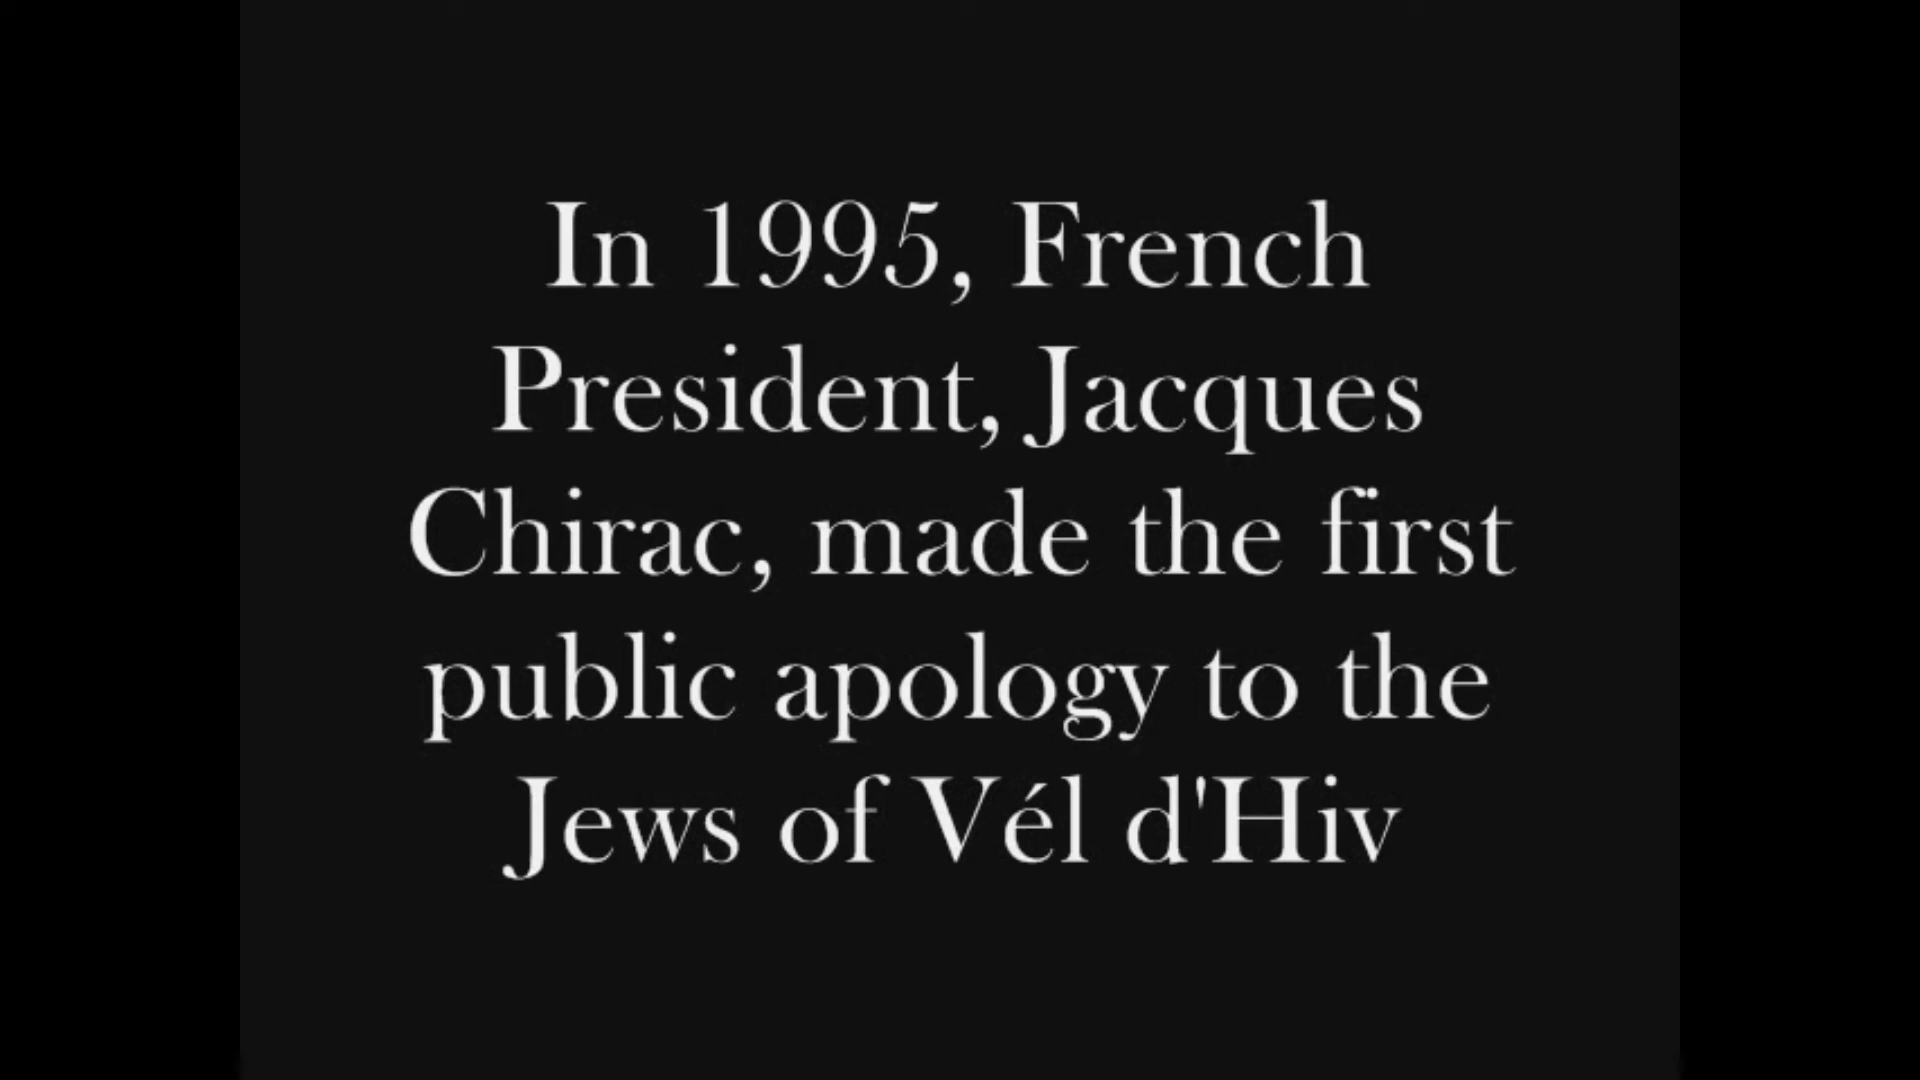 In 1995, French
President, Jacques
Chirac, made the first
public apology to the
Jews of Vél d'Hiv